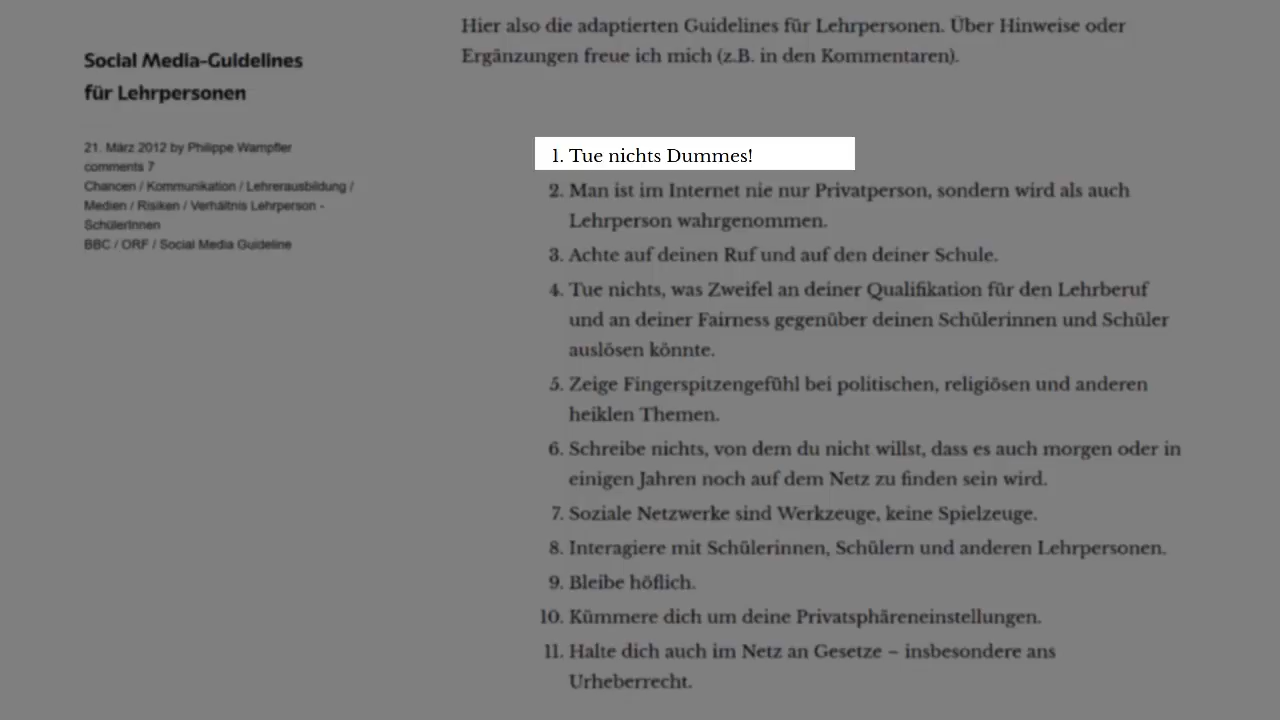 Social Media-Guidelines
für Lehrpersonen
21. März 2012 by Philippe Wampfler
comments 7
Chancen / Kommunikation / Lehrerausbildung /
Medien / Risiken / Verhältnis Lehrperson -
SchülerInnen
BBC / ORF / Social Media Guideline
Hier also die adaptierten Guidelines für Lehrpersonen. Über Hinweise oder
Ergänzungen freue ich mich (z.B. in den Kommentaren).
1. Tue nichts Dummes!
2. Man ist im Internet nie nur Privatperson, sondern wird als auch
Lehrperson wahrgenommen.
3. Achte auf deinen Ruf und auf den deiner Schule.
4. Tue nichts, was Zweifel an deiner Qualifikation für den Lehrberuf
und an deiner Fairness gegenüber deinen Schülerinnen und Schüler
auslösen könnte.
5. Zeige Fingerspitzengefühl bei politischen, religiösen und anderen
heiklen Themen.
6. Schreibe nichts, von dem du nicht willst, dass es auch morgen oder in
einigen Jahren noch auf dem Netz zu finden sein wird.
7. Soziale Netzwerke sind Werkzeuge, keine Spielzeuge.
8. Interagiere mit Schülerinnen, Schülern und anderen Lehrpersonen.
9. Bleibe höflich.
10. Kümmere dich um deine Privatsphäreneinstellungen.
11. Halte dich auch im Netz an Gesetze – insbesondere ans
Urheberrecht.